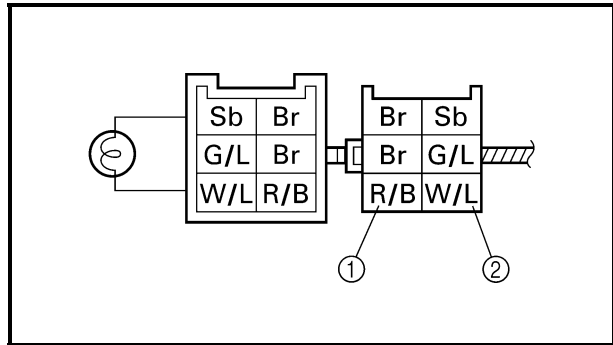 Sb Br Br Sb
G/L Br Br G/L
W/L R/B R/B W/L
① ②